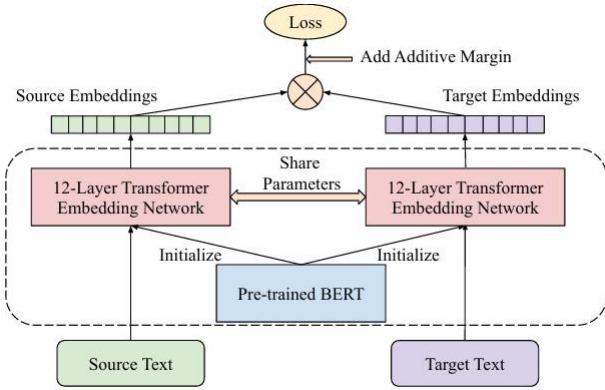 Loss
Add Additive Margin
Source Embeddings
Target Embeddings
12-Layer Transformer
Embedding Network
Share
Parameters
12-Layer Transformer
Embedding Network
Initialize
Initialize
Pre-trained BERT
Source Text
Target Text